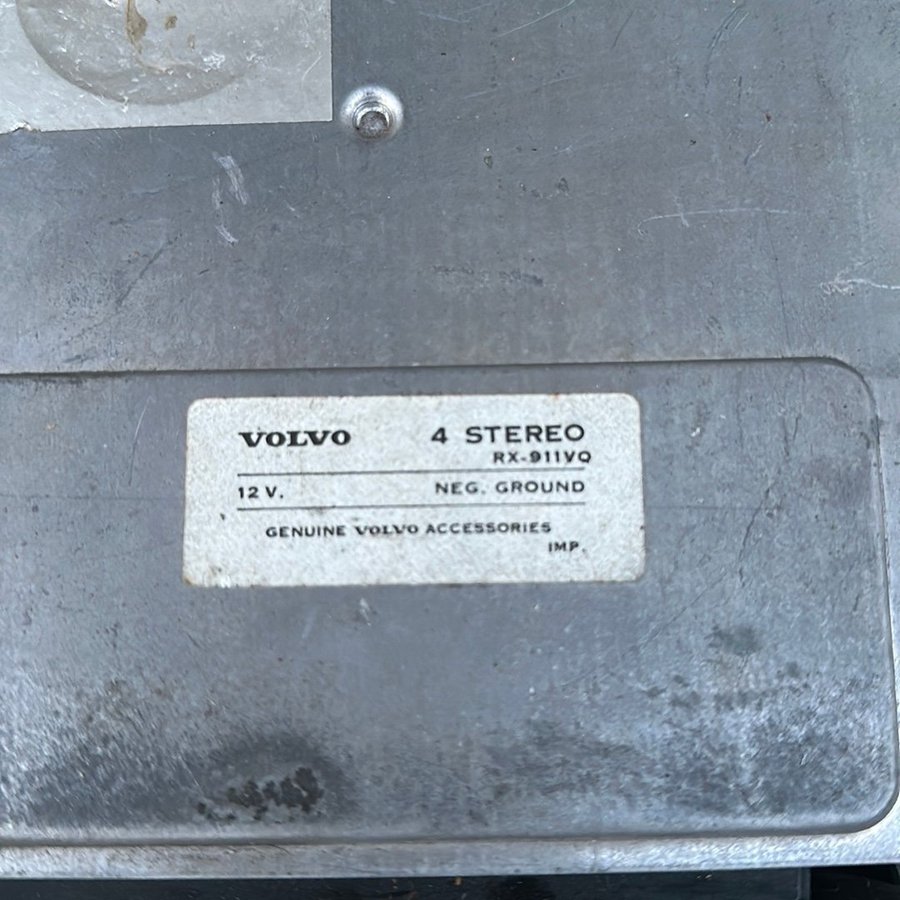 VOLVO 4 STEREO
RX-911VQ
12 V. NEG. GROUND
GENUINE VOLVO ACCESSORIES
IMP.